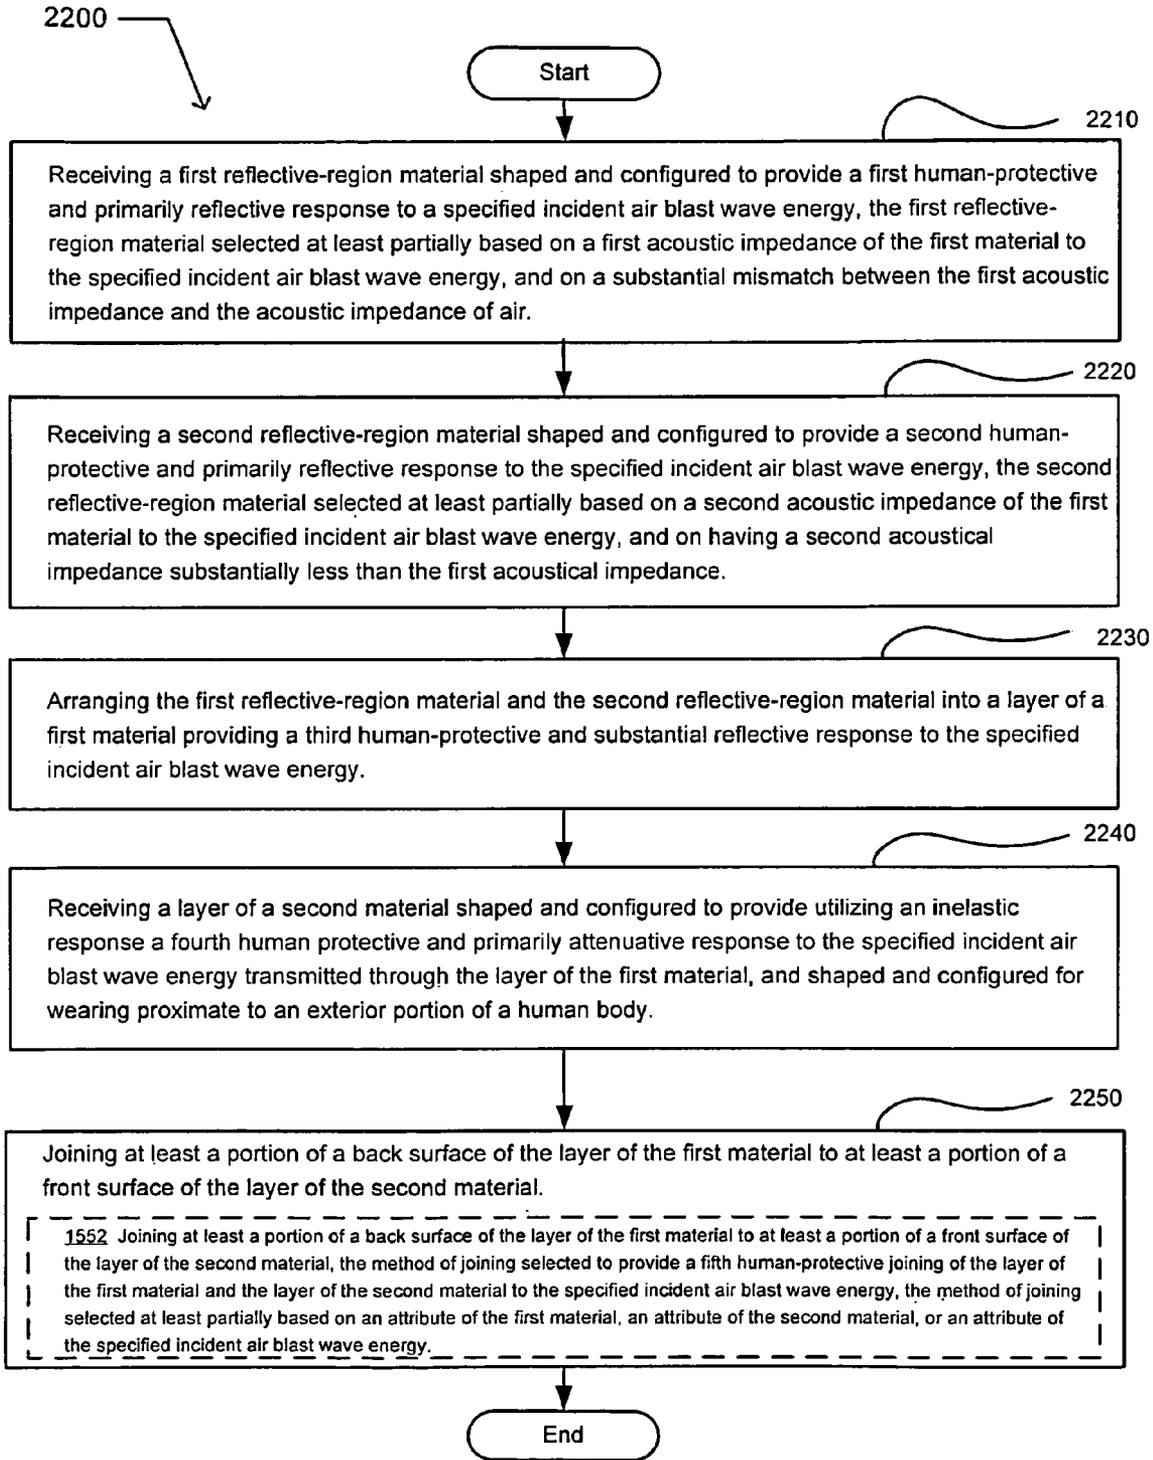 2200
Start
2210
Receiving a first reflective-region material shaped and configured to provide a first human-protective
and primarily reflective response to a specified incident air blast wave energy, the first reflective-
region material selected at least partially based on a first acoustic impedance of the first material to
the specified incident air blast wave energy, and on a substantial mismatch between the first acoustic
impedance and the acoustic impedance of air.
2220
Receiving a second reflective-region material shaped and configured to provide a second human-
protective and primarily reflective response to the specified incident air blast wave energy, the second
reflective-region material selected at least partially based on a second acoustic impedance of the first
material to the specified incident air blast wave energy, and on having a second acoustical
impedance substantially less than the first acoustical impedance.
2230
Arranging the first reflective-region material and the second reflective-region material into a layer of a
first material providing a third human-protective and substantial reflective response to the specified
incident air blast wave energy.
2240
Receiving a layer of a second material shaped and configured to provide utilizing an inelastic
response a fourth human protective and primarily attenuative response to the specified incident air
blast wave energy transmitted through the layer of the first material, and shaped and configured for
wearing proximate to an exterior portion of a human body.
2250
Joining at least a portion of a back surface of the layer of the first material to at least a portion of a
front surface of the layer of the second material.
1552 Joining at least a portion of a back surface of the layer of the first material to at least a portion of a front surface of
the layer of the second material, the method of joining selected to provide a fifth human-protective joining of the layer of
the first material and the layer of the second material to the specified incident air blast wave energy, the method of joining
selected at least partially based on an attribute of the first material, an attribute of the second material, or an attribute of
the specified incident air blast wave energy.
End